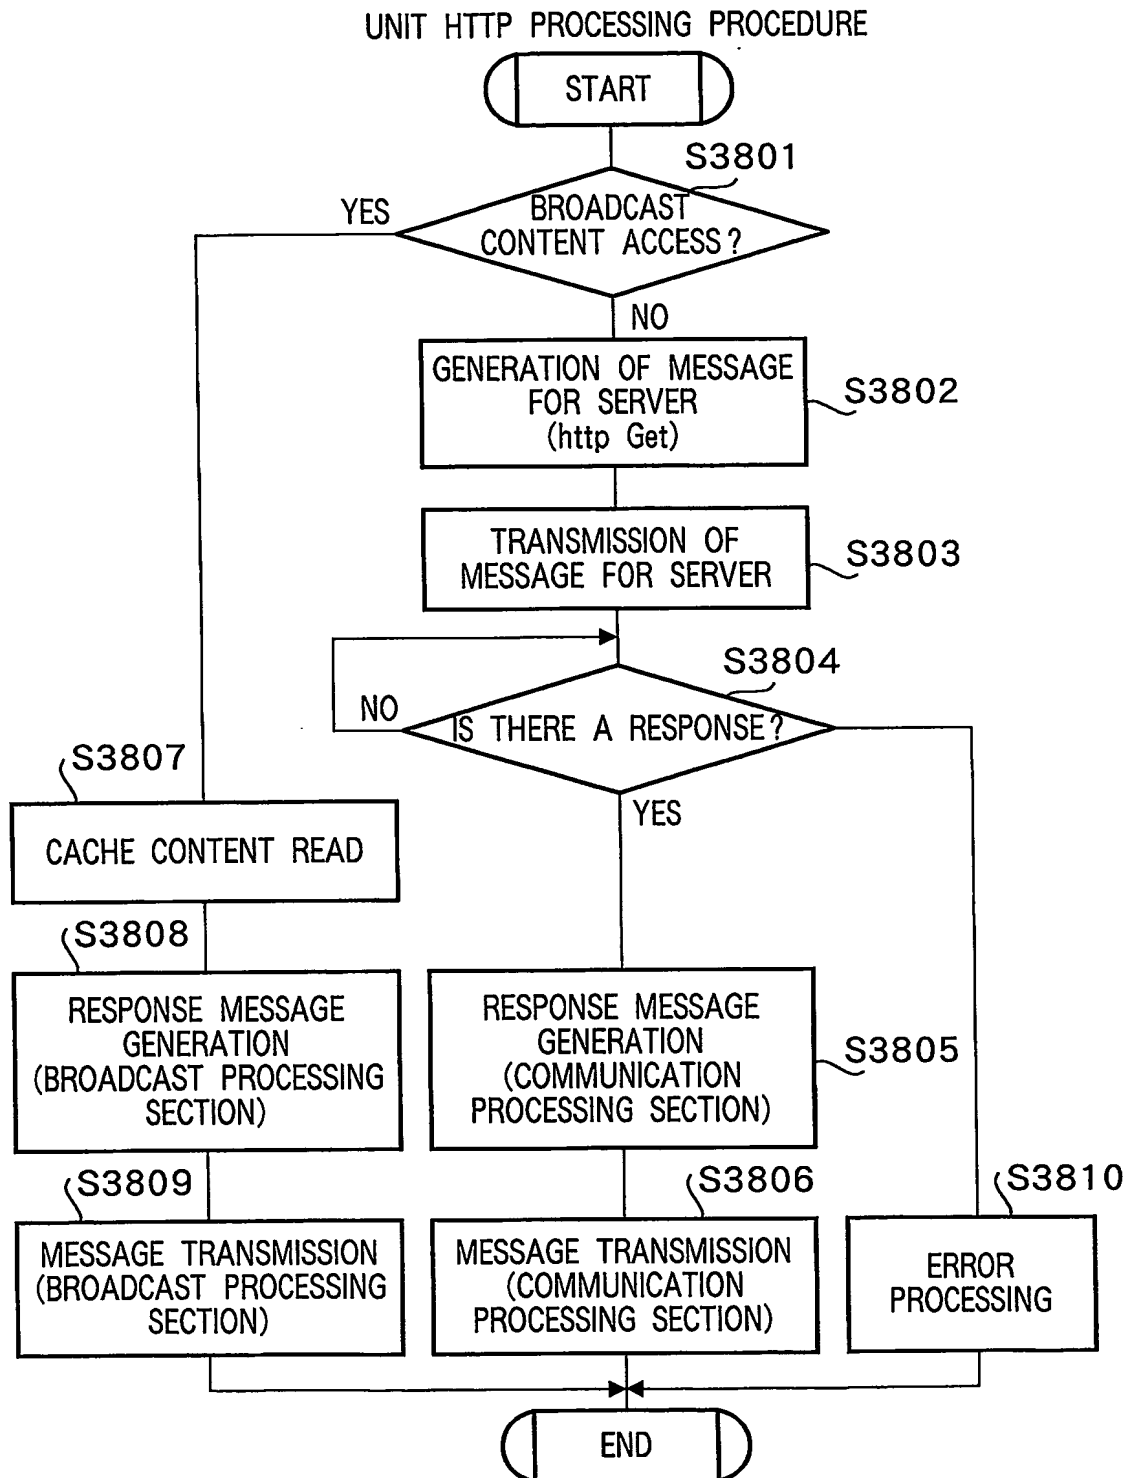 UNIT HTTP PROCESSING PROCEDURE
START
S3801
YES
BROADCAST
CONTENT ACCESS?
NO
GENERATION OF MESSAGE
FOR SERVER
(http Get)
S3802
TRANSMISSION OF
MESSAGE FOR SERVER
S3803
S3804
NO
IS THERE A RESPONSE?
YES
S3807
CACHE CONTENT READ
S3808
RESPONSE MESSAGE
GENERATION
(BROADCAST PROCESSING
SECTION)
RESPONSE MESSAGE
GENERATION
(COMMUNICATION
PROCESSING SECTION)
S3805
S3809
MESSAGE TRANSMISSION
(BROADCAST PROCESSING
SECTION)
S3806
MESSAGE TRANSMISSION
(COMMUNICATION
PROCESSING SECTION)
S3810
ERROR
PROCESSING
END